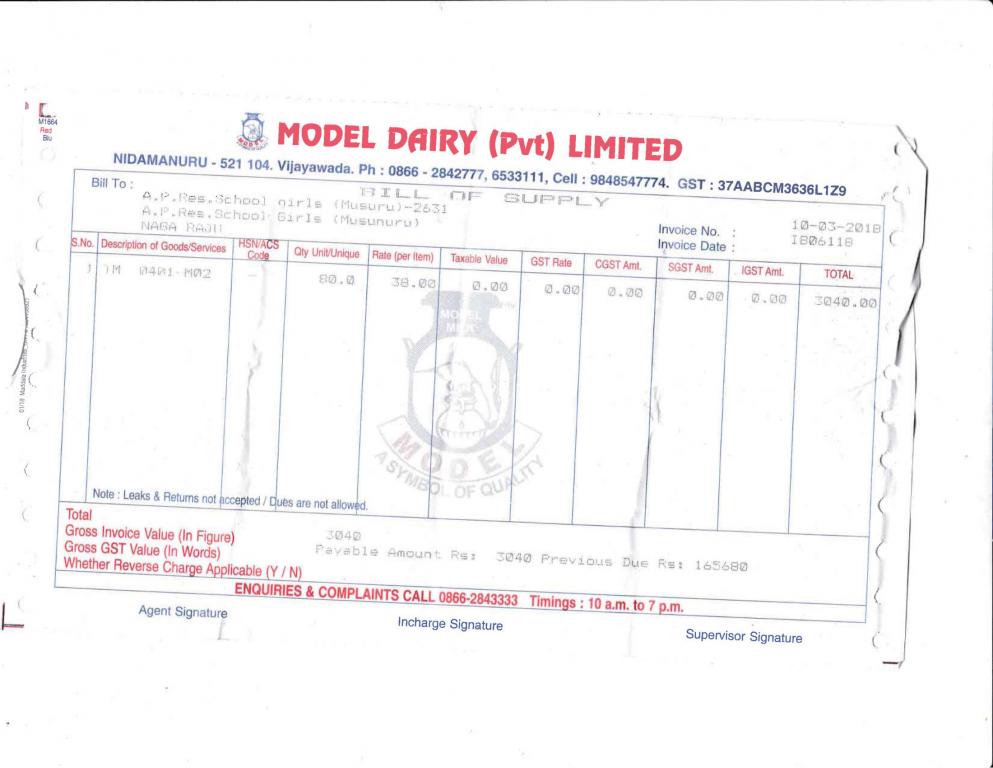 M1664
Red
Blu
MODEL DAIRY (Pvt) LIMITED
NIDAMANURU - 521 104. Vijayawada. Ph : 0866 - 2842777, 6533111, Cell : 9848547774. GST : 37AABCM3636L1Z9
Bill To : BILL OF SUPPLY
A.P.Res.School girls (Musuru)-2631
A.P.Res.School Girls (Musunuru)
NAGA RAJU
Invoice No. : 10-03-2018
Invoice Date : I806118
S.No. Description of Goods/Services HSN/ACS Code Qty Unit/Unique Rate (per Item) Taxable Value GST Rate CGST Amt. SGST Amt. IGST Amt. TOTAL
1 )M 0401-M02 - 80.0 38.00 0.00 0.00 0.00 0.00 0.00 3040.00
MODEL
MILK
MODEL
A SYMBOL OF QUALITY
Note : Leaks & Returns not accepted / Dues are not allowed.
Total
Gross Invoice Value (In Figure) 3040
Gross GST Value (In Words) Payable Amount Rs: 3040 Previous Due Rs: 165680
Whether Reverse Charge Applicable (Y / N)
ENQUIRIES & COMPLAINTS CALL 0866-2843333 Timings : 10 a.m. to 7 p.m.
Agent Signature
Incharge Signature
Supervisor Signature